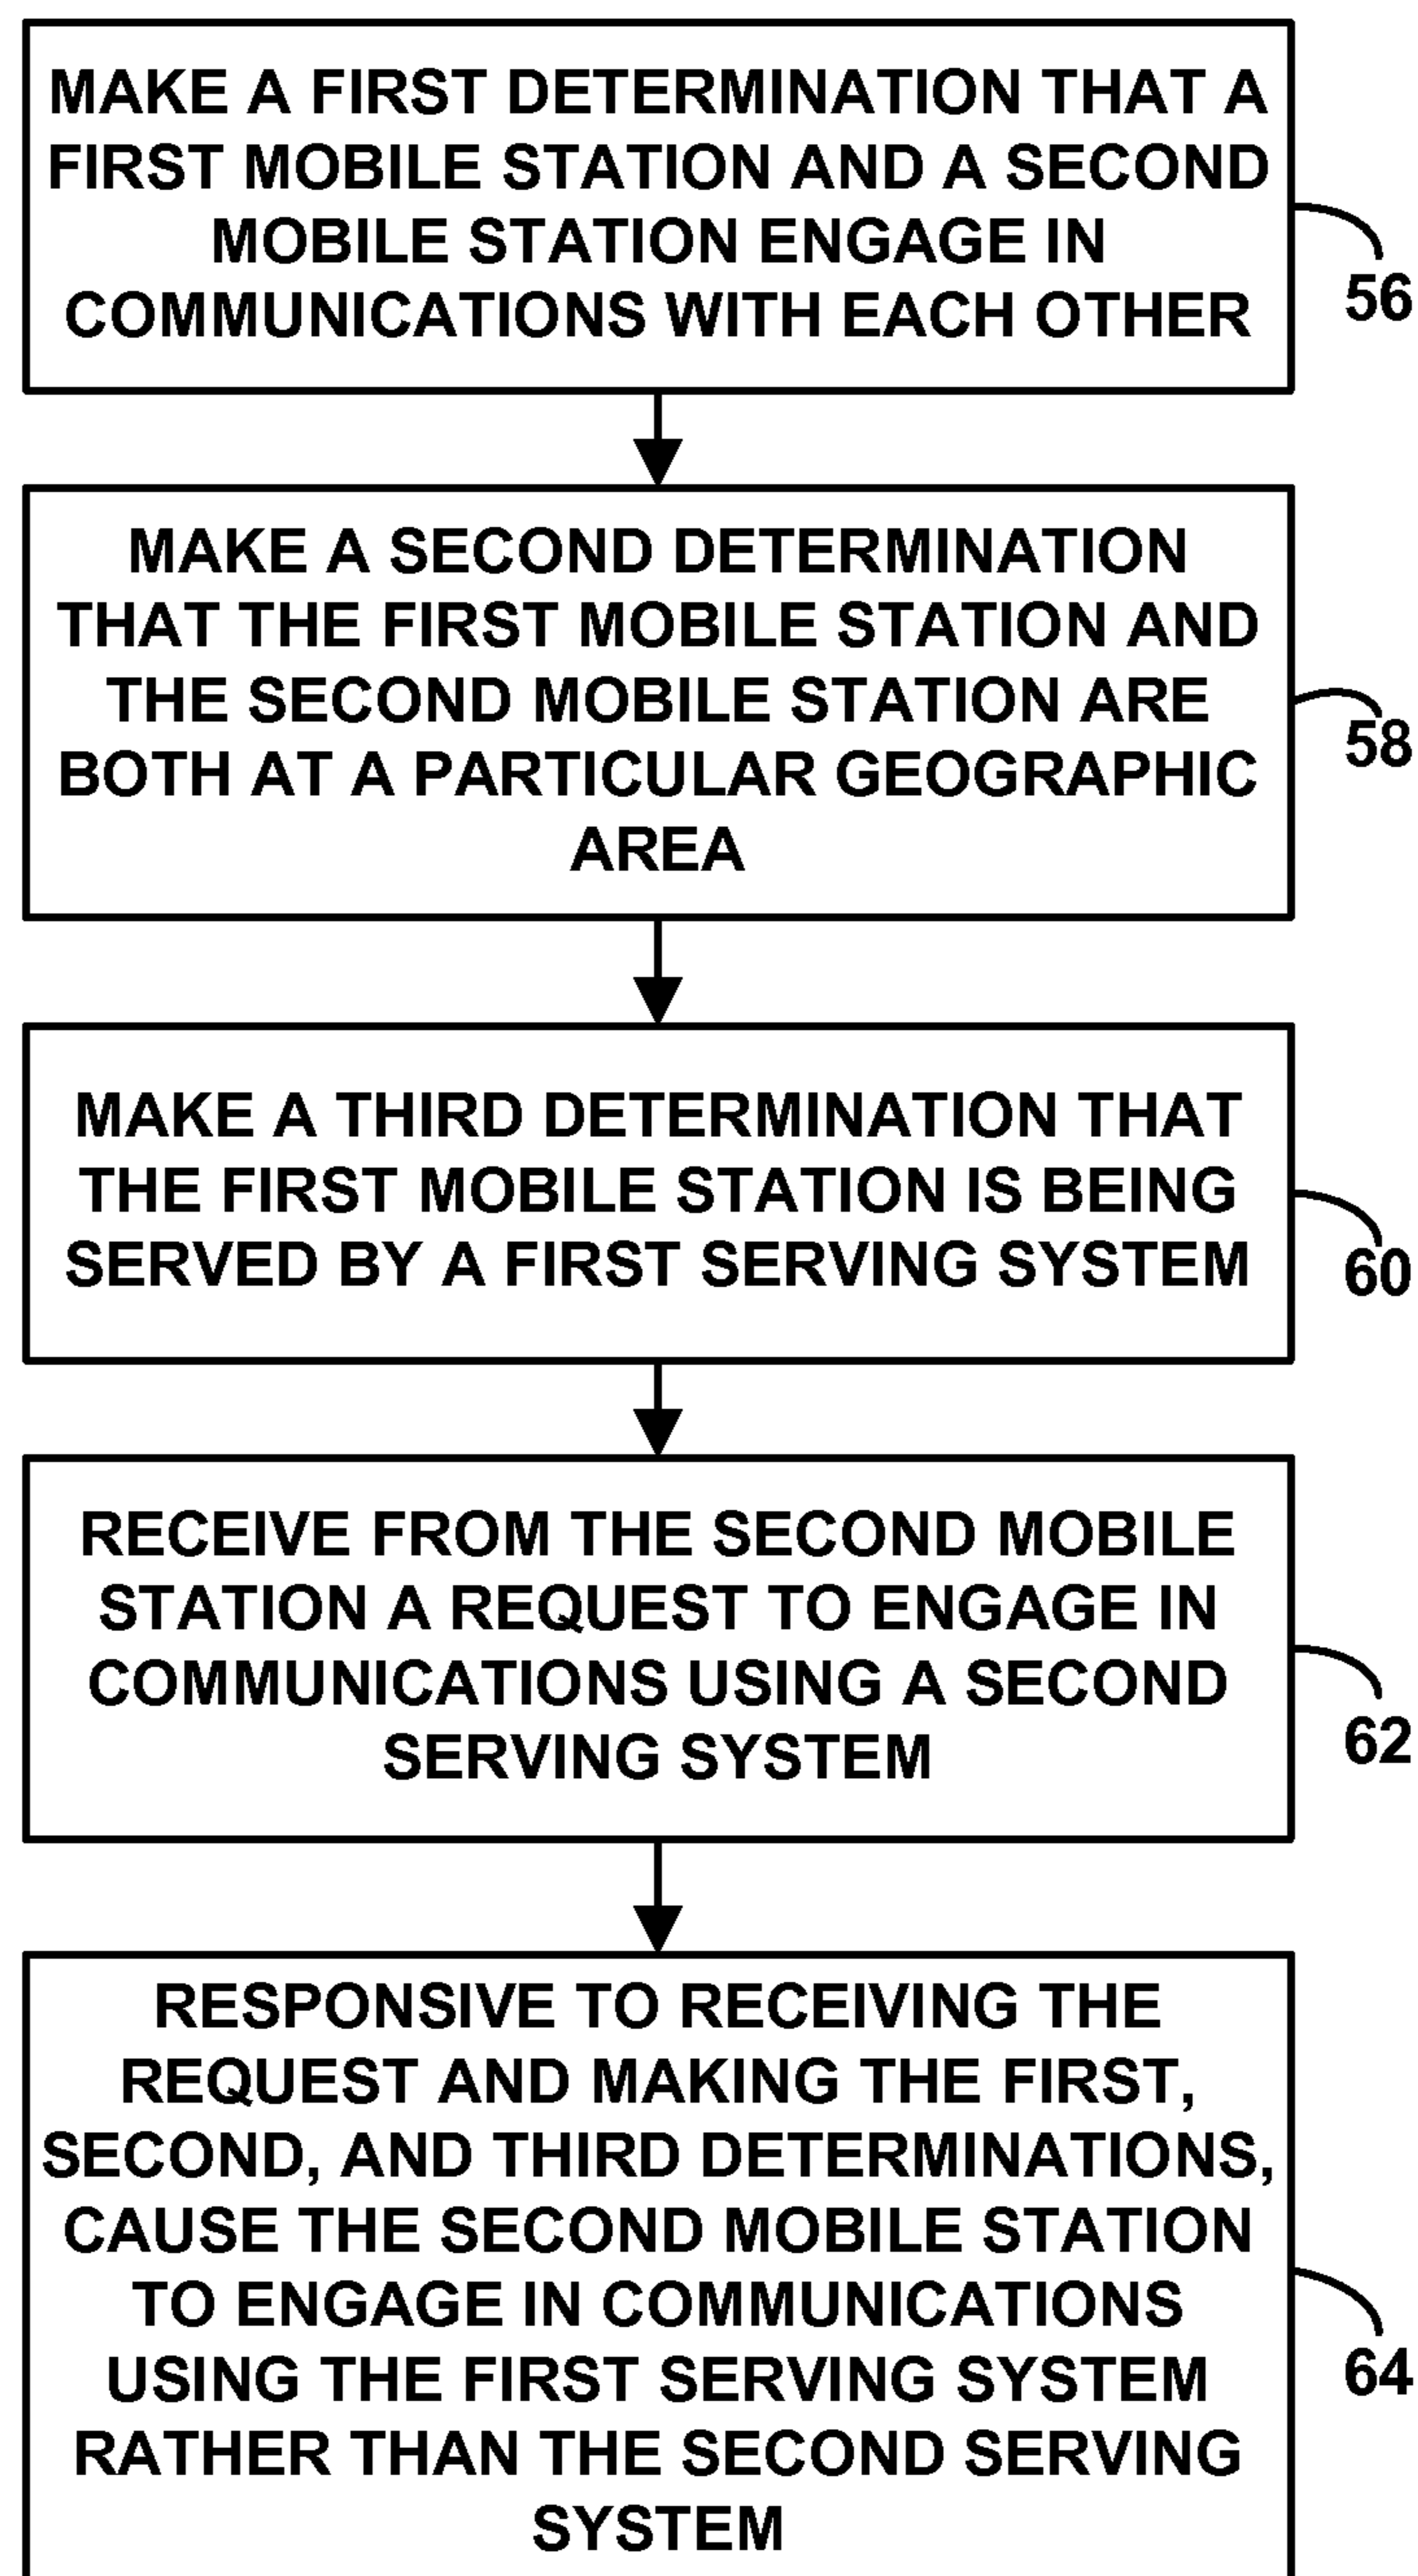 MAKE A FIRST DETERMINATION THAT A
FIRST MOBILE STATION AND A SECOND
MOBILE STATION ENGAGE IN
COMMUNICATIONS WITH EACH OTHER
56
MAKE A SECOND DETERMINATION
THAT THE FIRST MOBILE STATION AND
THE SECOND MOBILE STATION ARE
BOTH AT A PARTICULAR GEOGRAPHIC
AREA
58
MAKE A THIRD DETERMINATION THAT
THE FIRST MOBILE STATION IS BEING
SERVED BY A FIRST SERVING SYSTEM
60
RECEIVE FROM THE SECOND MOBILE
STATION A REQUEST TO ENGAGE IN
COMMUNICATIONS USING A SECOND
SERVING SYSTEM
62
RESPONSIVE TO RECEIVING THE
REQUEST AND MAKING THE FIRST,
SECOND, AND THIRD DETERMINATIONS,
CAUSE THE SECOND MOBILE STATION
TO ENGAGE IN COMMUNICATIONS
USING THE FIRST SERVING SYSTEM
RATHER THAN THE SECOND SERVING
SYSTEM
64